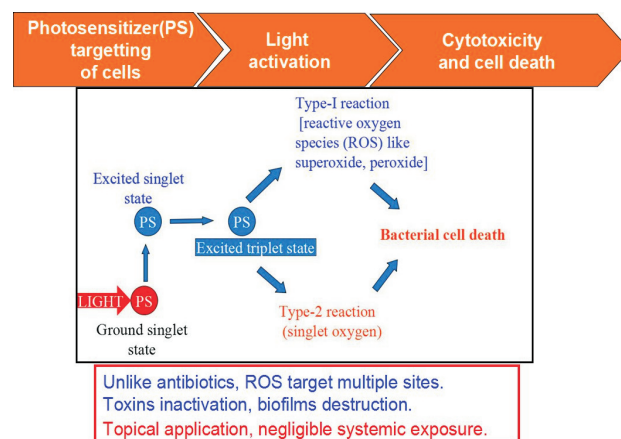 Photosensitizer(PS)
targetting
of cells
Light
activation
Cytotoxicity
and cell death
Type-I reaction
[reactive oxygen
species (ROS) like
superoxide, peroxide]
Excited singlet
state
PS
PS
Excited triplet state
Bacterial cell death
LIGHT
PS
Ground singlet
state
Type-2 reaction
(singlet oxygen)
Unlike antibiotics, ROS target multiple sites.
Toxins inactivation, biofilms destruction.
Topical application, negligible systemic exposure.